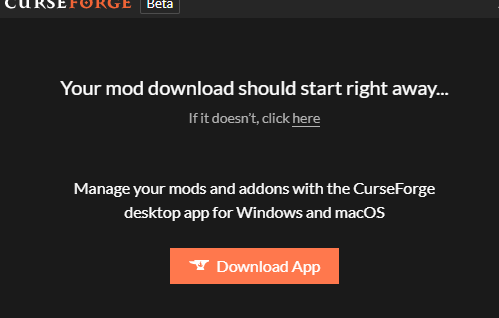 CURSEFORGE Beta
Your mod download should start right away...
If it doesn't, click here
Manage your mods and addons with the CurseForge
desktop app for Windows and macOS
Download App